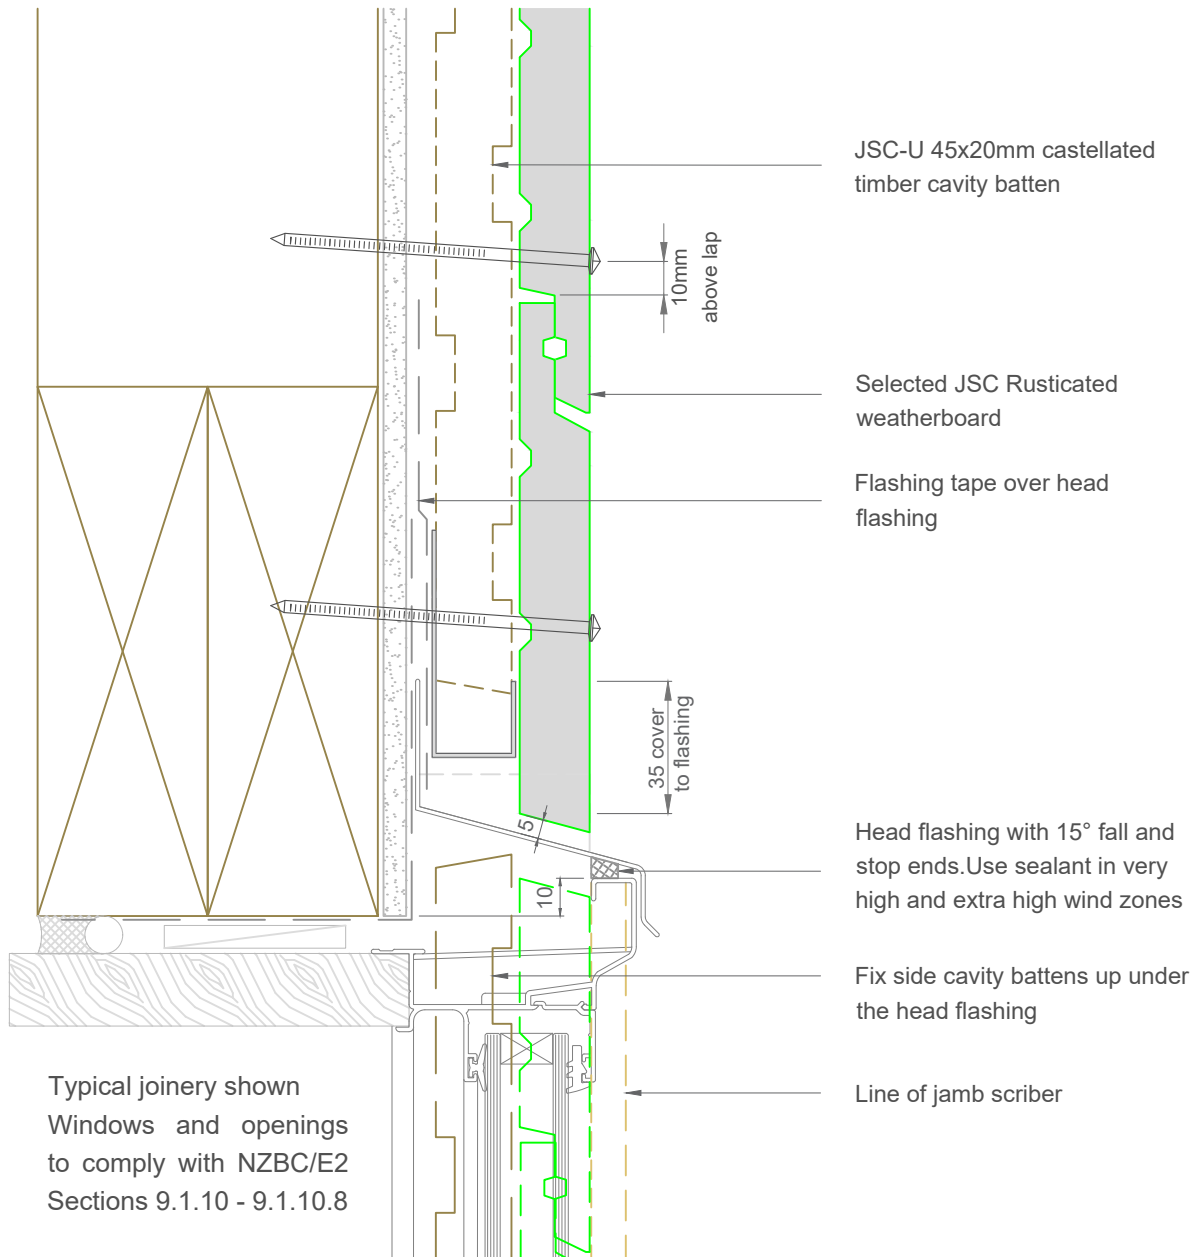 JSC-U 45x20mm castellated
timber cavity batten
10mm
above lap
Selected JSC Rusticated
weatherboard
Flashing tape over head
flashing
35 cover
to flashing
5
Head flashing with 15° fall and
stop ends.Use sealant in very
high and extra high wind zones
10
Fix side cavity battens up under
the head flashing
Line of jamb scriber
Typical joinery shown
Windows and openings
to comply with NZBC/E2
Sections 9.1.10 - 9.1.10.8